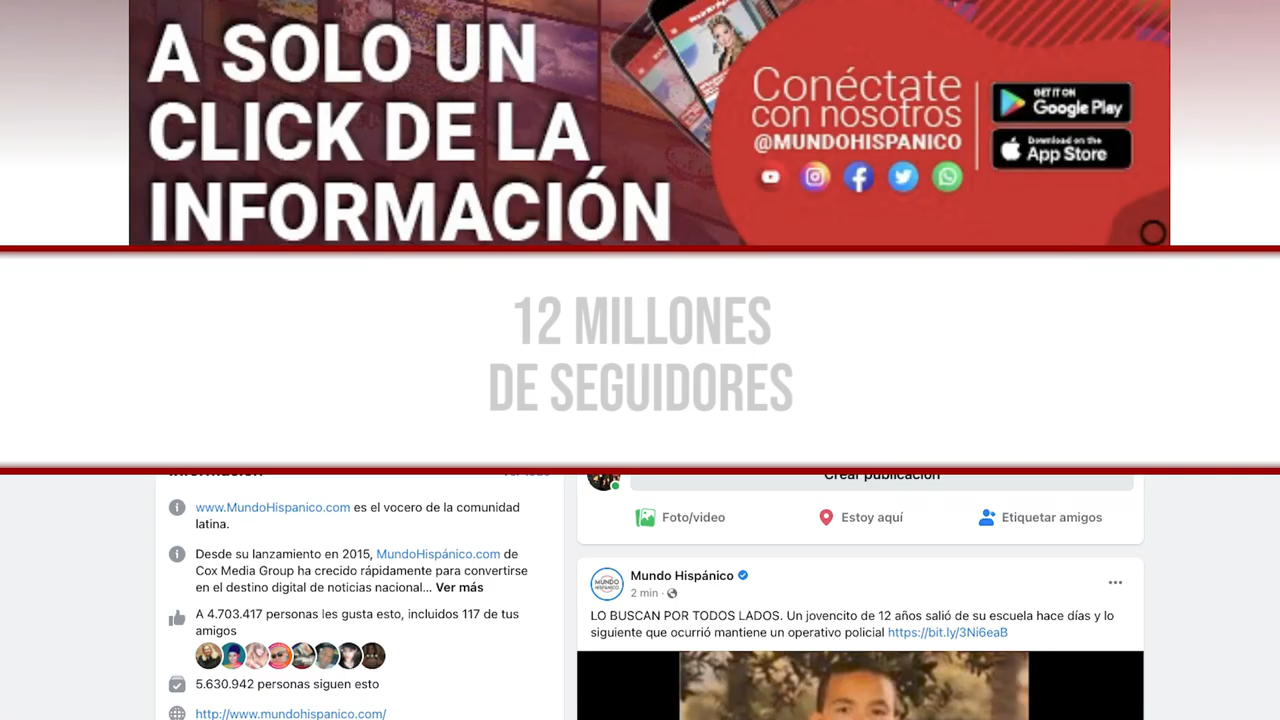 A SOLO UN
CLICK DE LA
INFORMACIÓN
Conéctate
con nosotros
@MUNDOHISPANICO
GET IT ON
Google Play
Download on the
App Store
12 MILLONES
DE SEGUIDORES
Crear publicación
www.MundoHispanico.com es el vocero de la comunidad
latina.
Desde su lanzamiento en 2015, MundoHispánico.com de
Cox Media Group ha crecido rápidamente para convertirse
en el destino digital de noticias nacional... Ver más
A 4.703.417 personas les gusta esto, incluidos 117 de tus
amigos
5.630.942 personas siguen esto
http://www.mundohispanico.com/
Foto/video
Estoy aquí
Etiquetar amigos
MUNDO
HISPANICO
Mundo Hispánico
2 min ·
LO BUSCAN POR TODOS LADOS. Un jovencito de 12 años salió de su escuela hace días y lo
siguiente que ocurrió mantiene un operativo policial https://bit.ly/3Ni6eaB